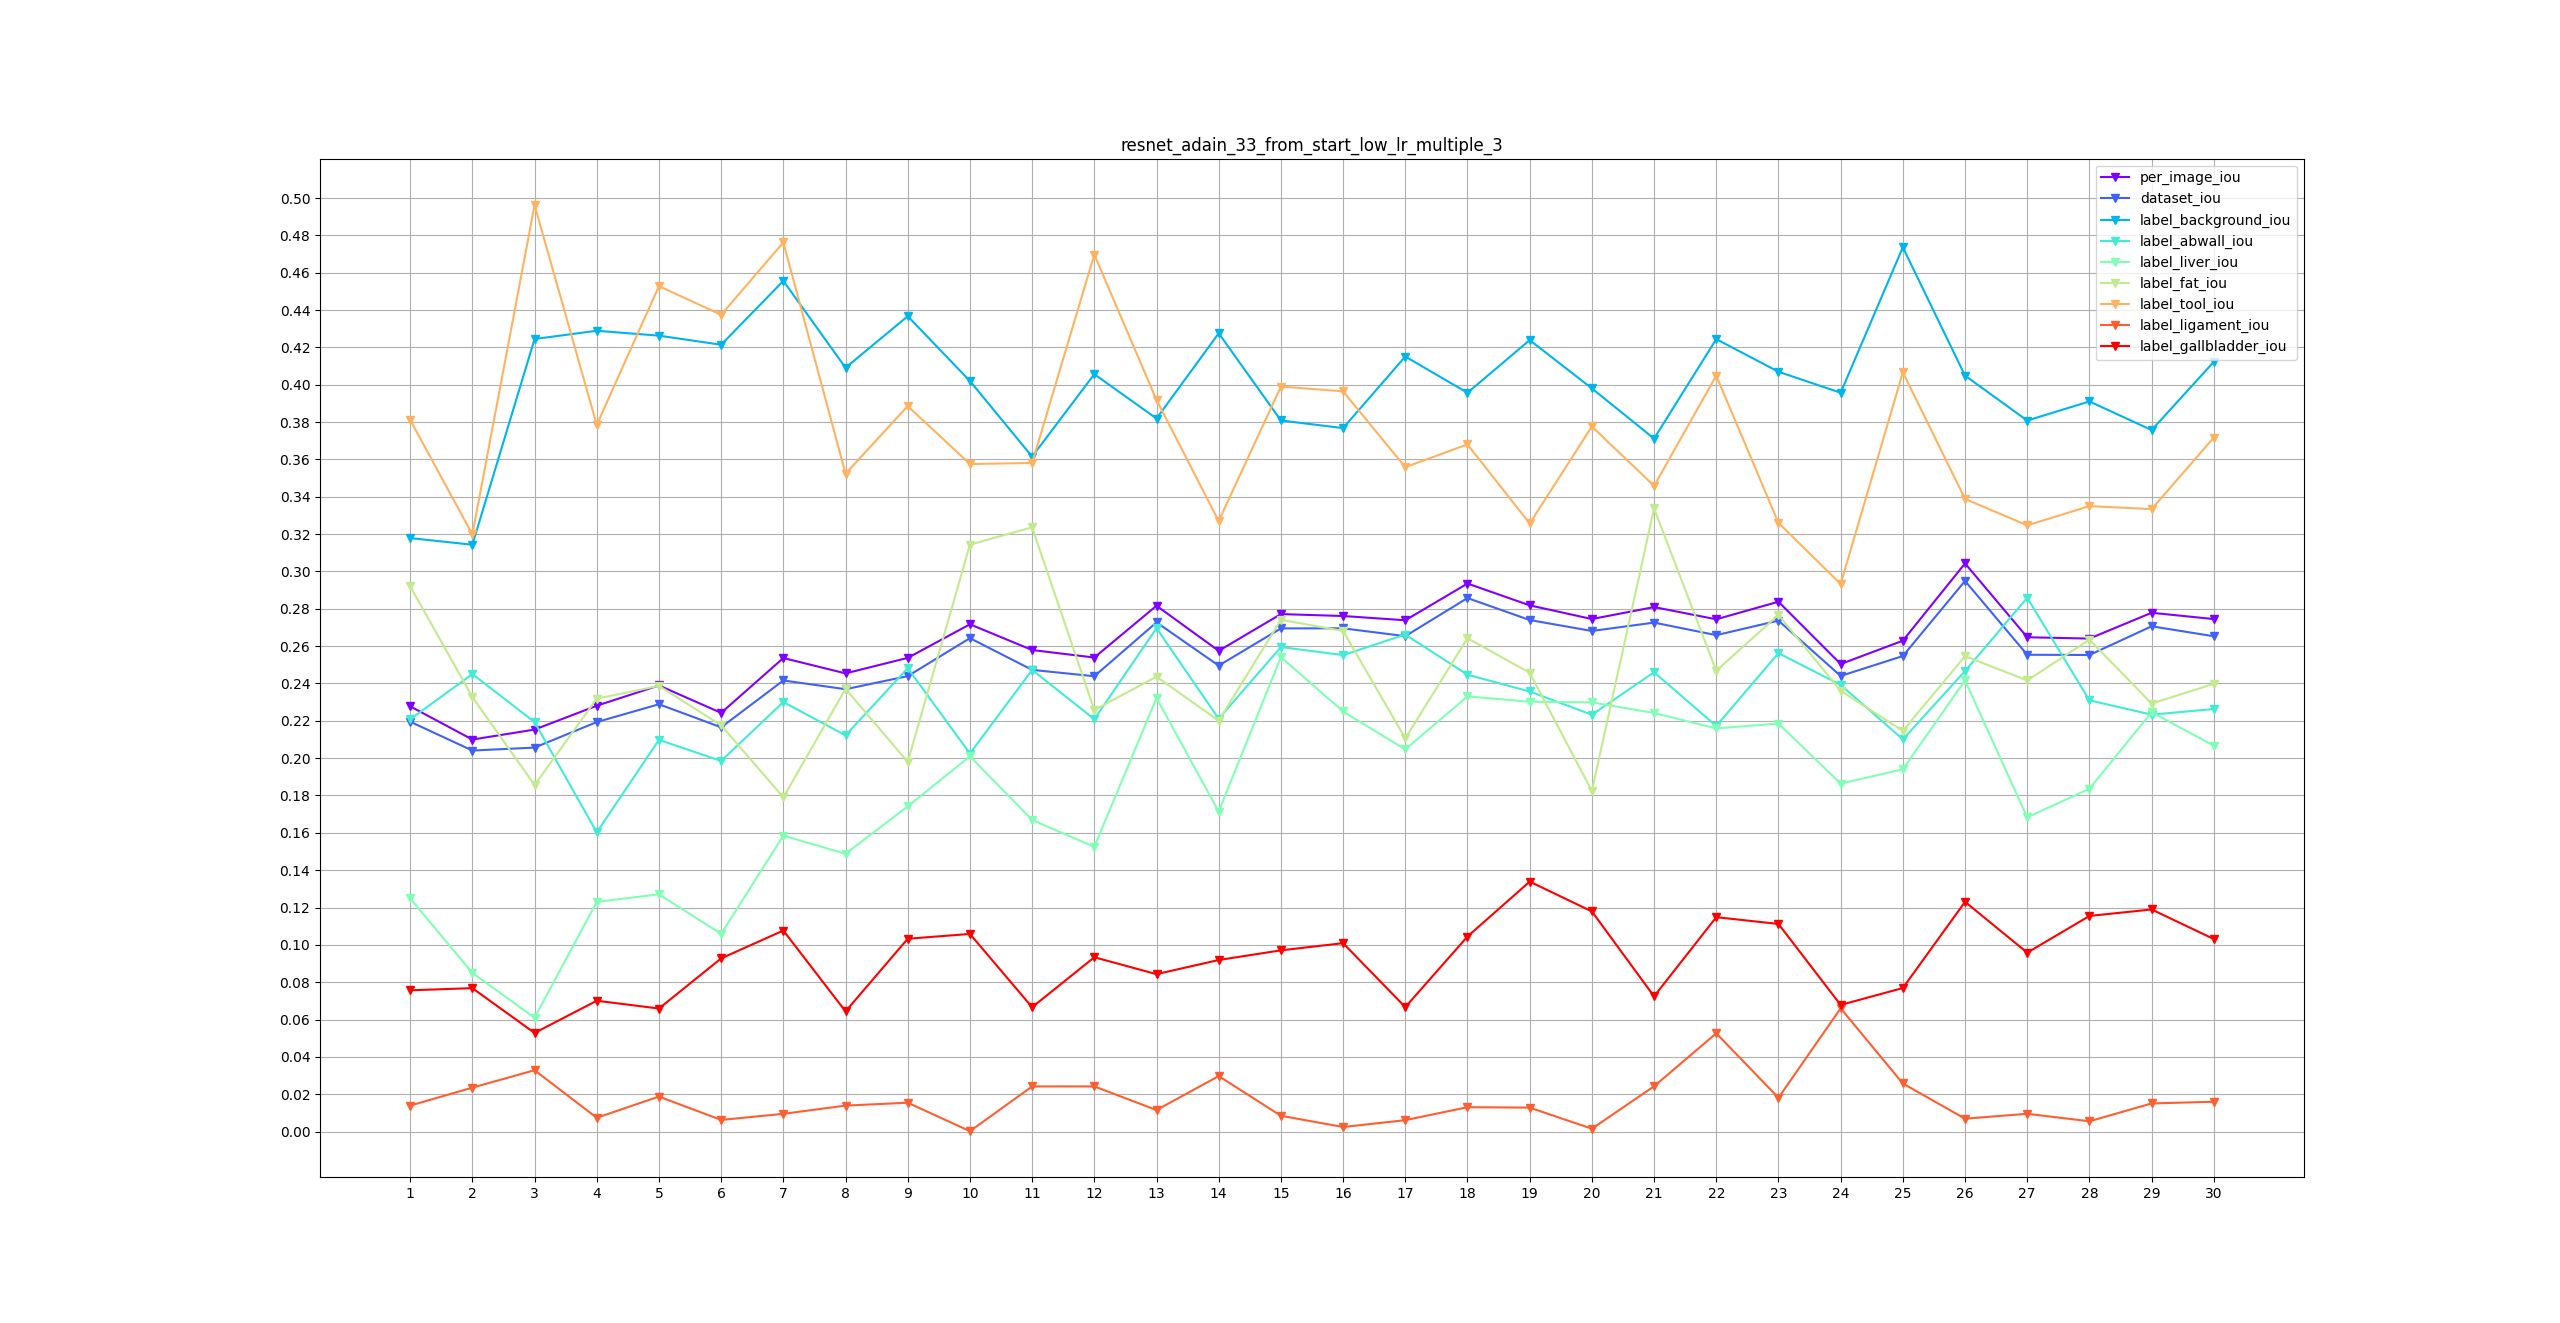 resnet_adain_33_from_start_low_lr_multiple_3
per_image_iou
dataset_iou
label_background_iou
label_abwall_iou
label_liver_iou
label_fat_iou
label_tool_iou
label_ligament_iou
label_gallbladder_iou
0.50
0.48
0.46
0.44
0.42
0.40
0.38
0.36
0.34
0.32
0.30
0.28
0.26
0.24
0.22
0.20
0.18
0.16
0.14
0.12
0.10
0.08
0.06
0.04
0.02
0.00
1 2 3 4 5 6 7 8 9 10 11 12 13 14 15 16 17 18 19 20 21 22 23 24 25 26 27 28 29 30